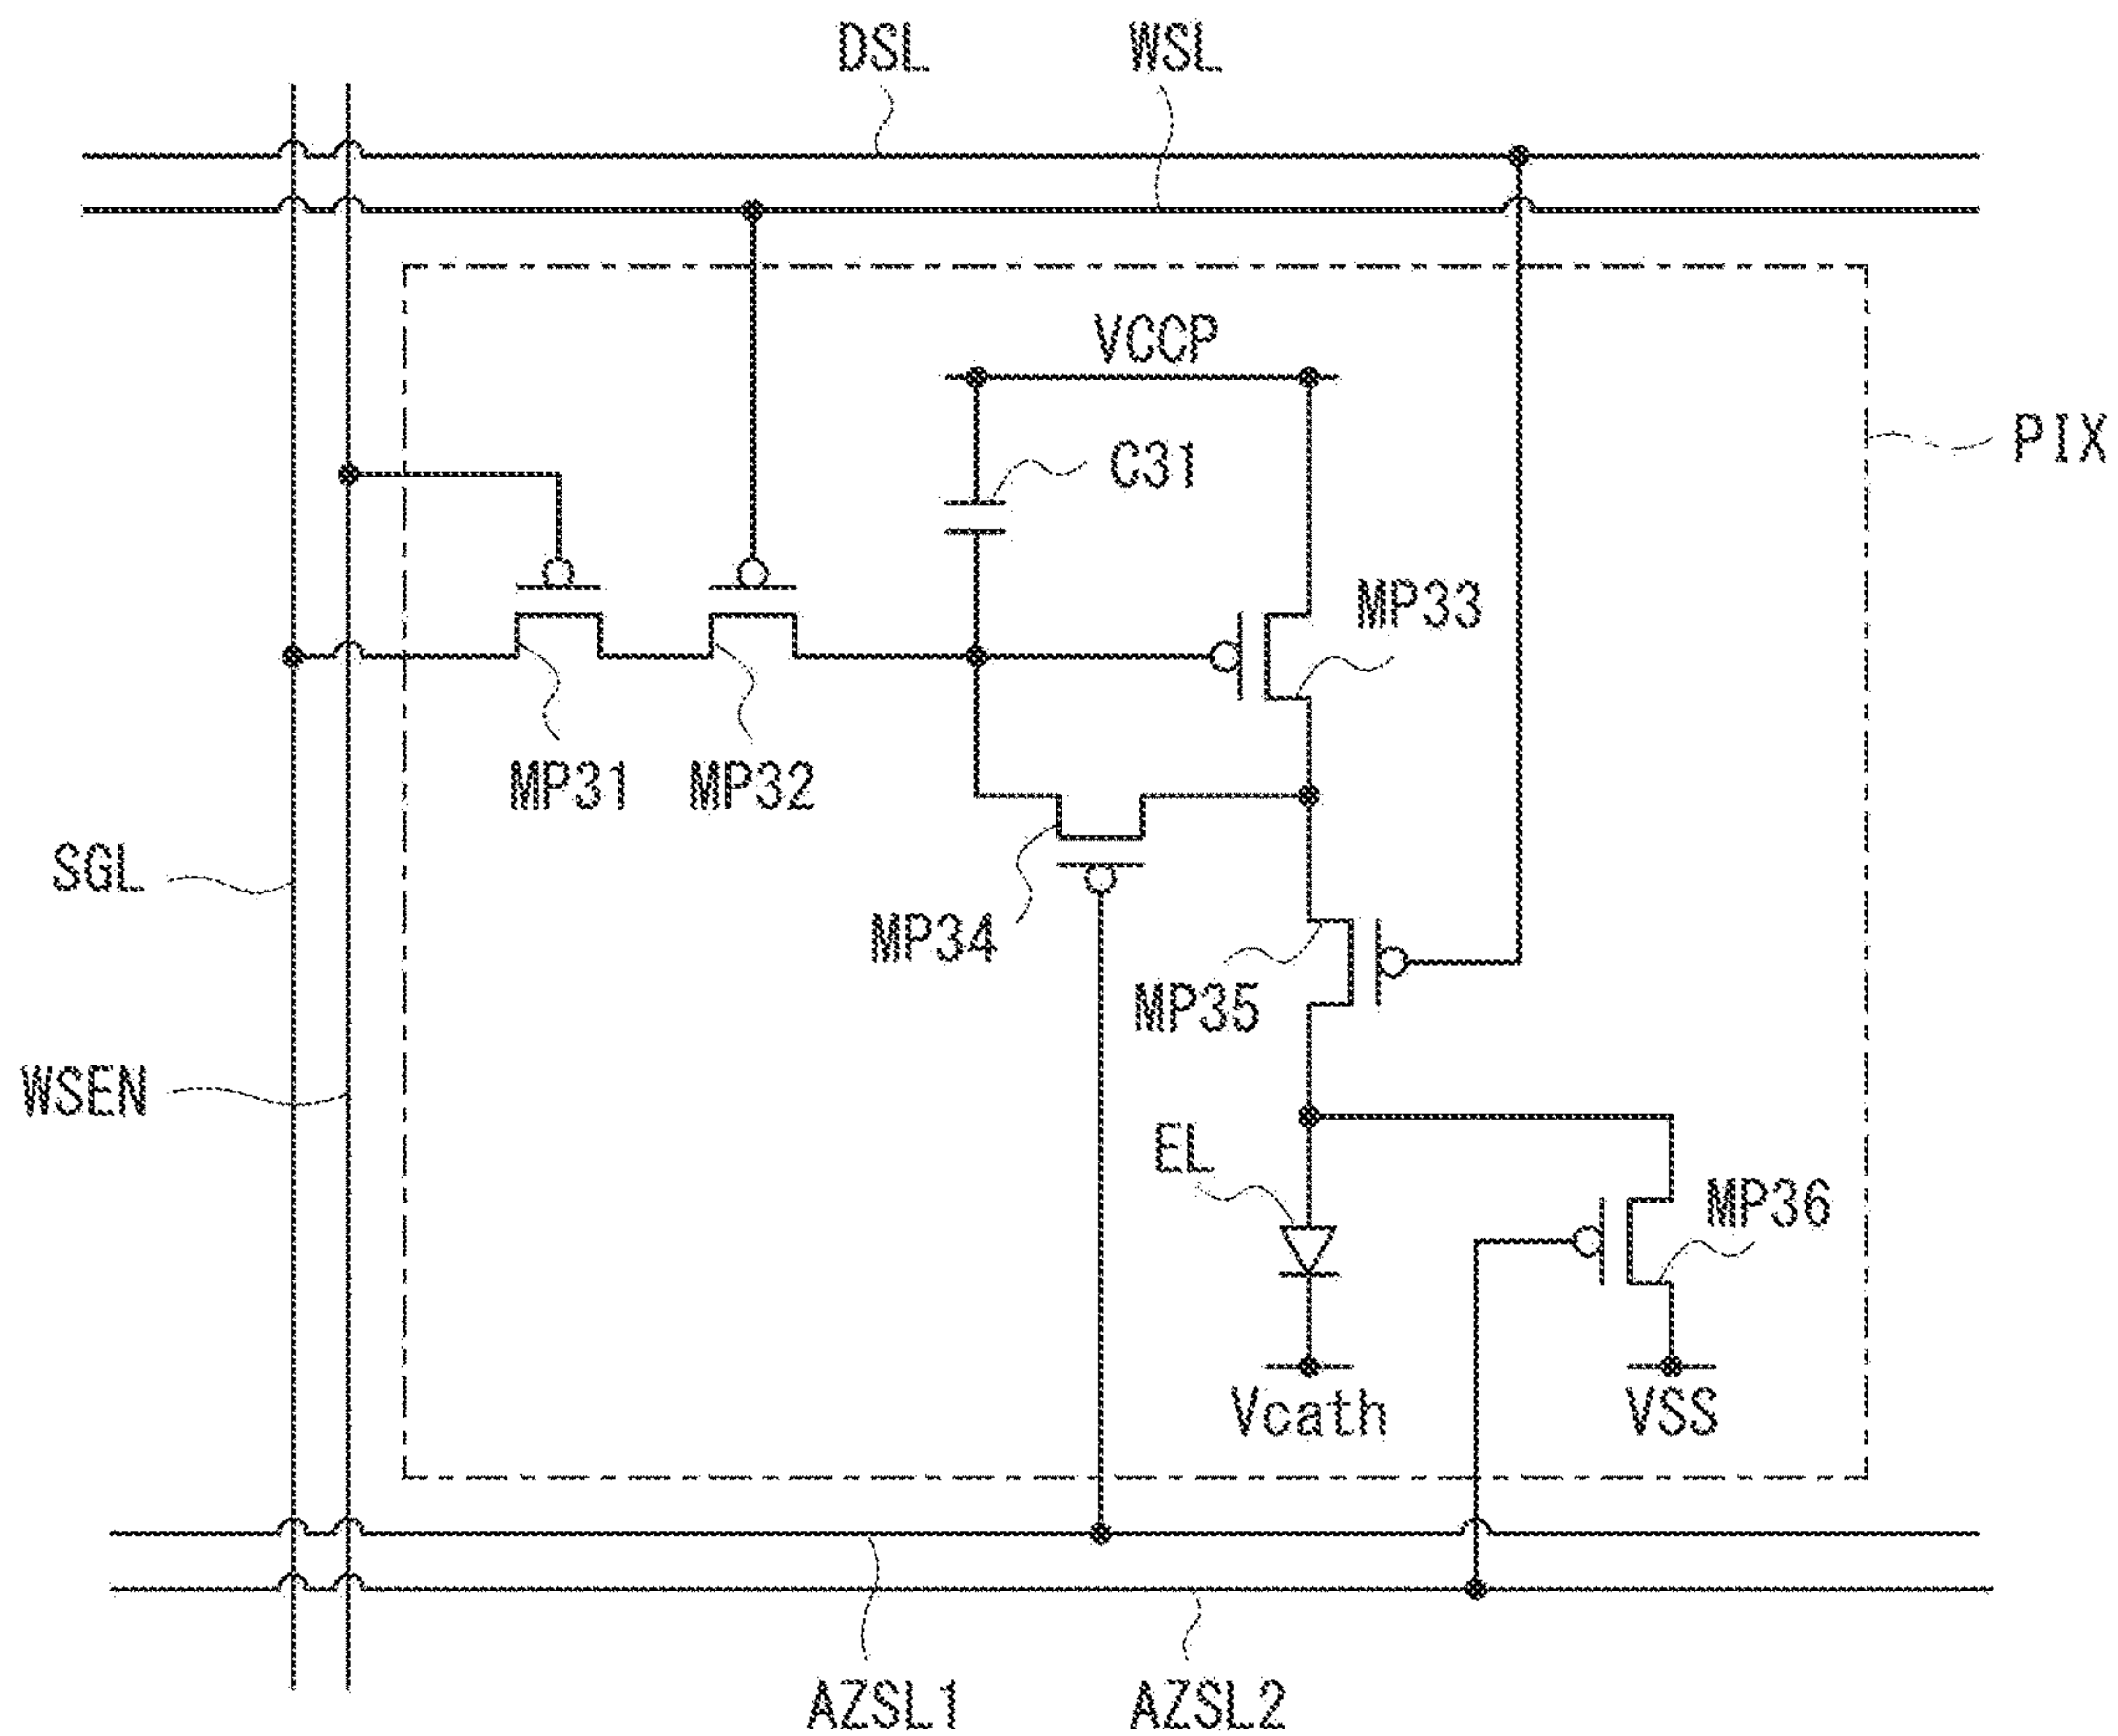 DSL
WSL
VCCP
PIX
C31
MP33
MP31
MP32
SGL
MP34
MP35
WSEN
EL
MP36
Vcath
VSS
AZSL1
AZSL2